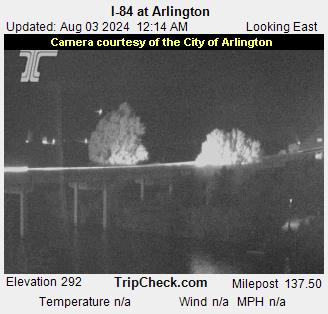 I-84 at Arlington
Updated: Aug 03 2024 12:14 AM Looking East
Camera courtesy of the City of Arlington
Elevation 292 TripCheck.com Milepost 137.50
Temperature n/a Wind n/a MPH n/a